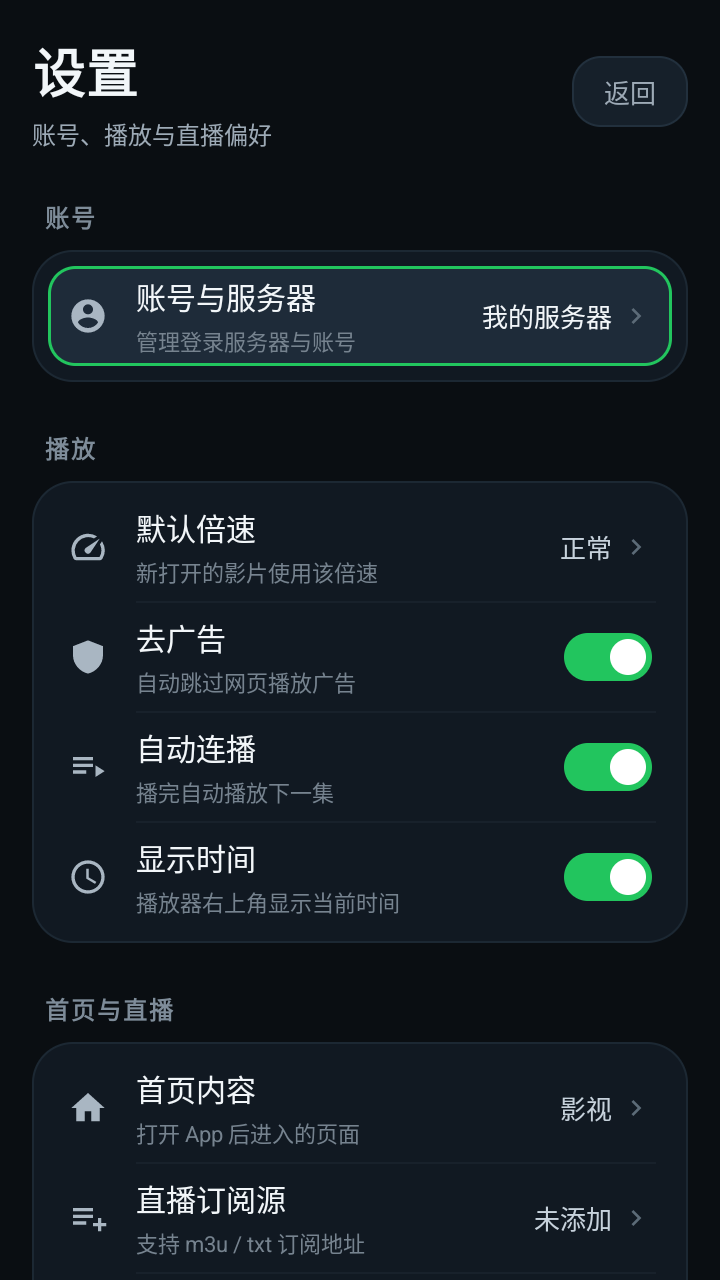 设置
返回
账号、播放与直播偏好
账号
账号与服务器
我的服务器
管理登录服务器与账号
播放
默认倍速
正常
新打开的影片使用该倍速
去广告
自动跳过网页播放广告
自动连播
播完自动播放下一集
显示时间
播放器右上角显示当前时间
首页与直播
首页内容
影视
打开 App 后进入的页面
直播订阅源
未添加
支持 m3u / txt 订阅地址